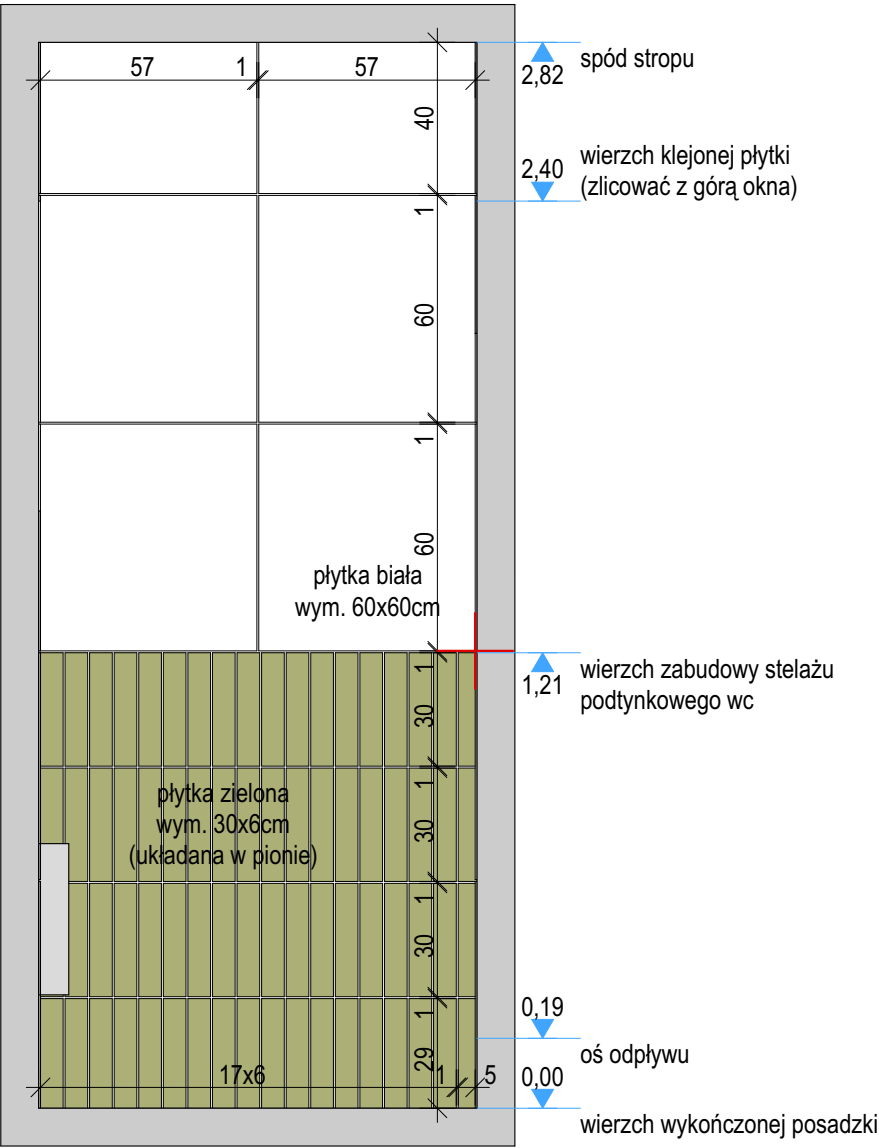 57
1
57
spód stropu
2,82
40
2,40
wierzch klejonej płytki
(zlicować z górą okna)
1
60
1
60
płytka biała
wym. 60x60cm
1
1,21
wierzch zabudowy stelażu
podtynkowego wc
30
1
płytka zielona
wym. 30x6cm
(układana w pionie)
30
1
30
1
0,19
oś odpływu
29
17x6
1
5
0,00
wierzch wykończonej posadzki